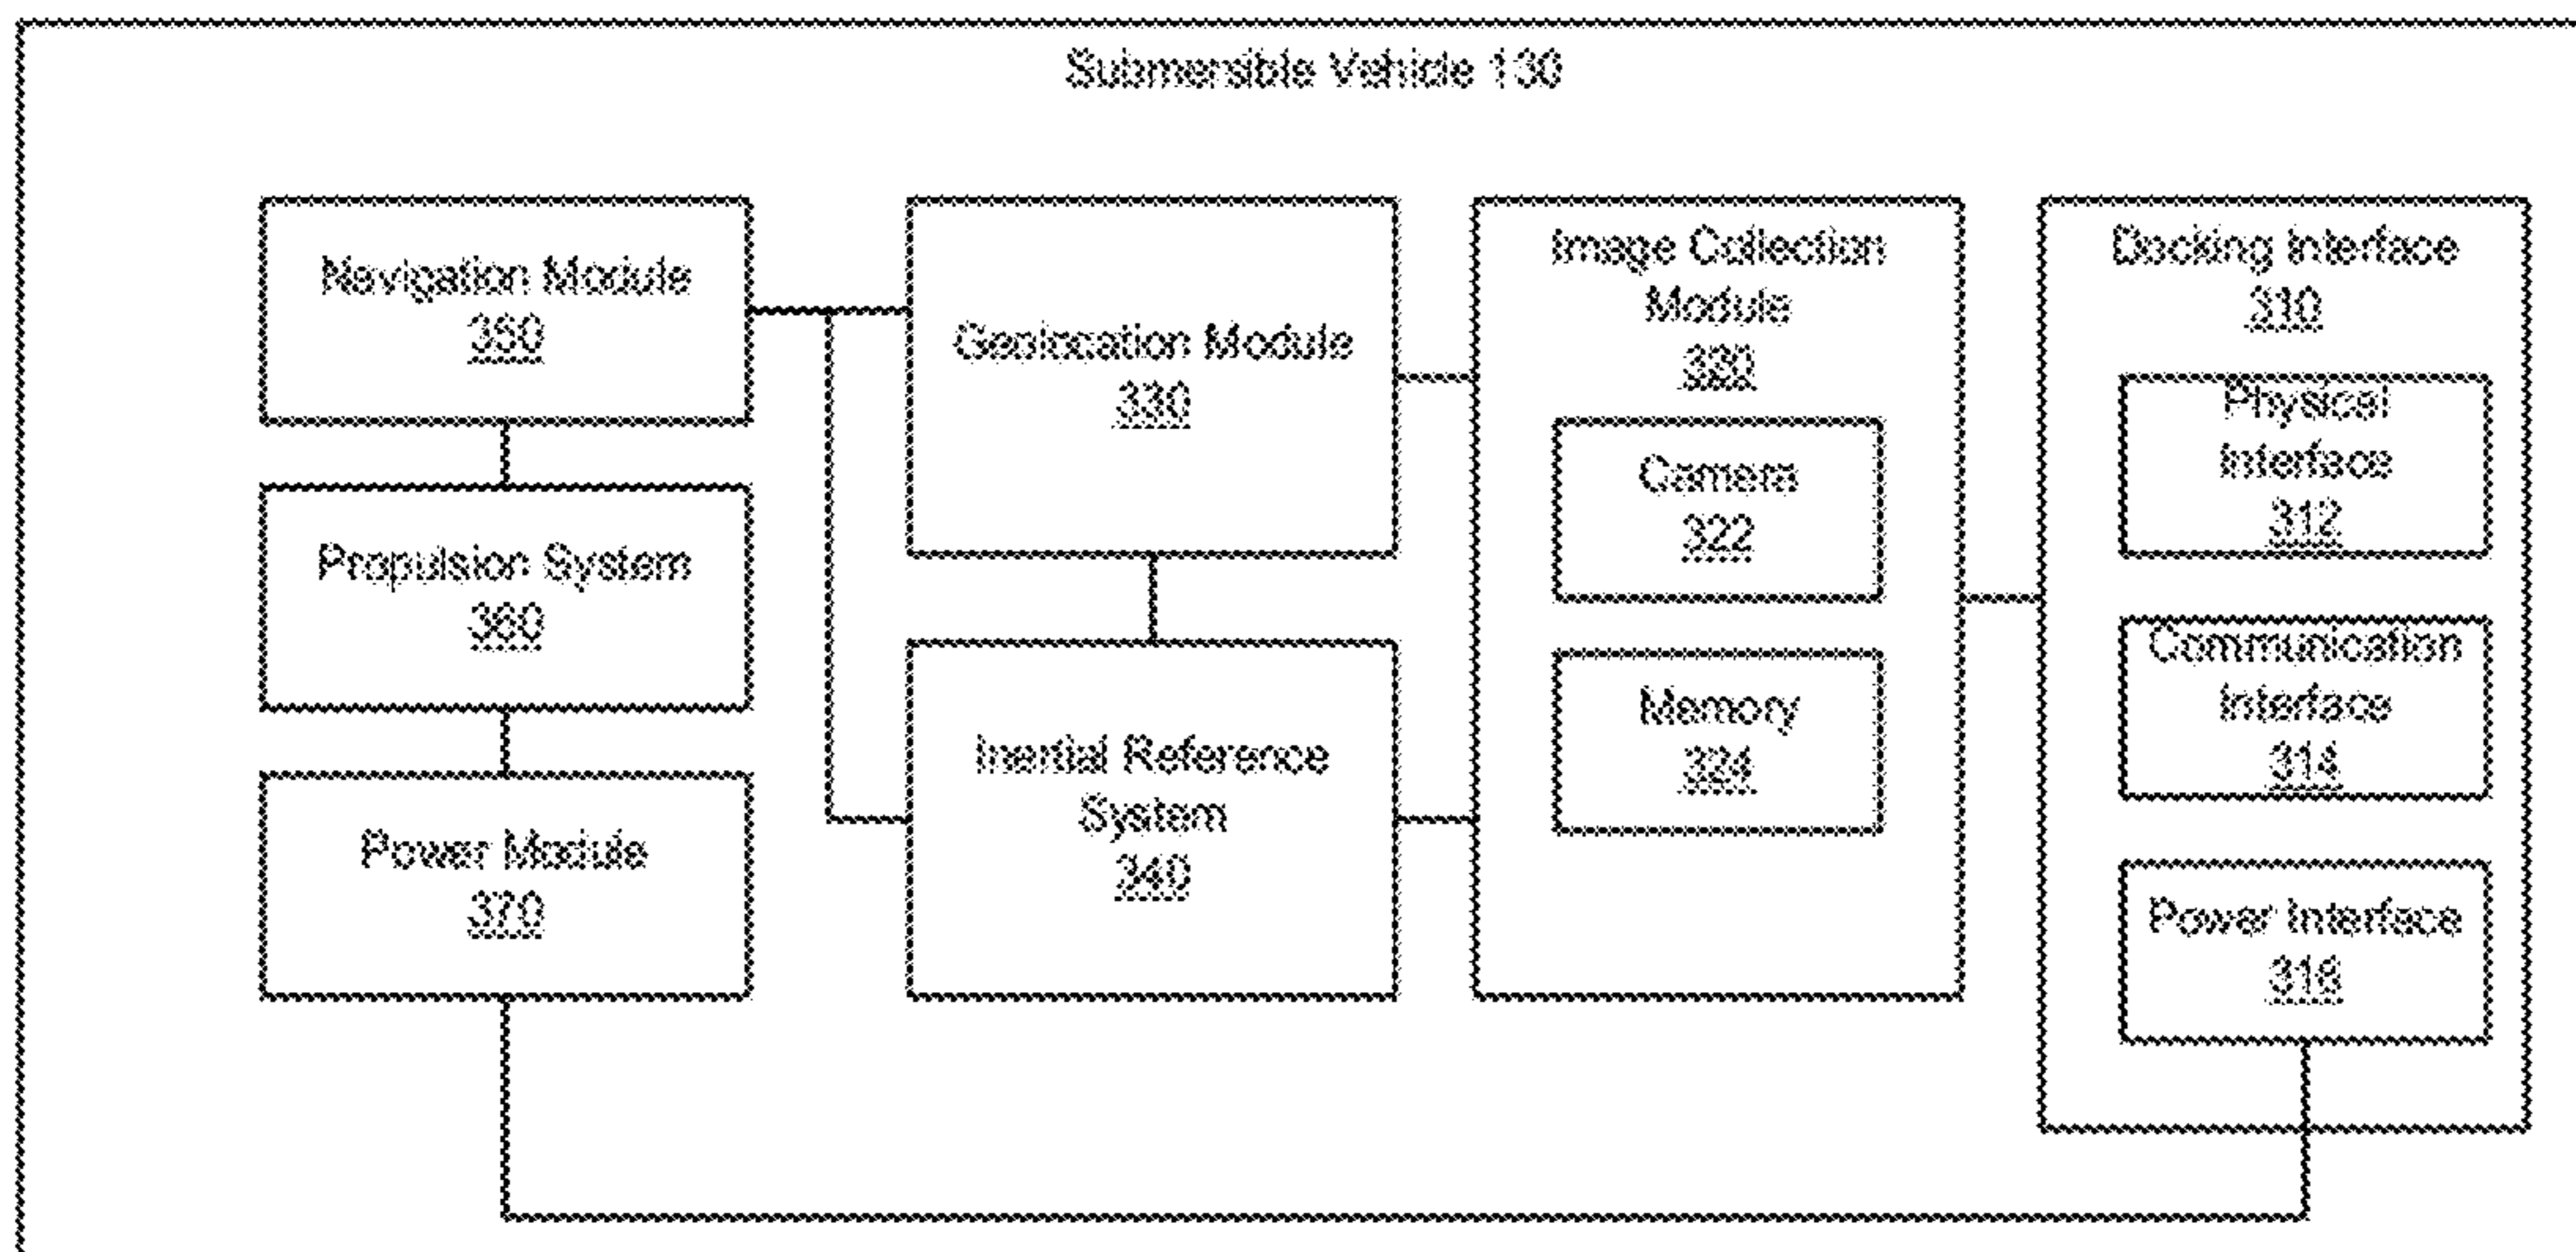 Submersible Vehicle 130
Navigation Module
350
Propulsion System
360
Power Module
370
Geolocation Module
330
Inertial Reference
System
340
Image Collection
Module
320
Camera
322
Memory
324
Docking Interface
310
Physical
Interface
312
Communication
Interface
314
Power Interface
316